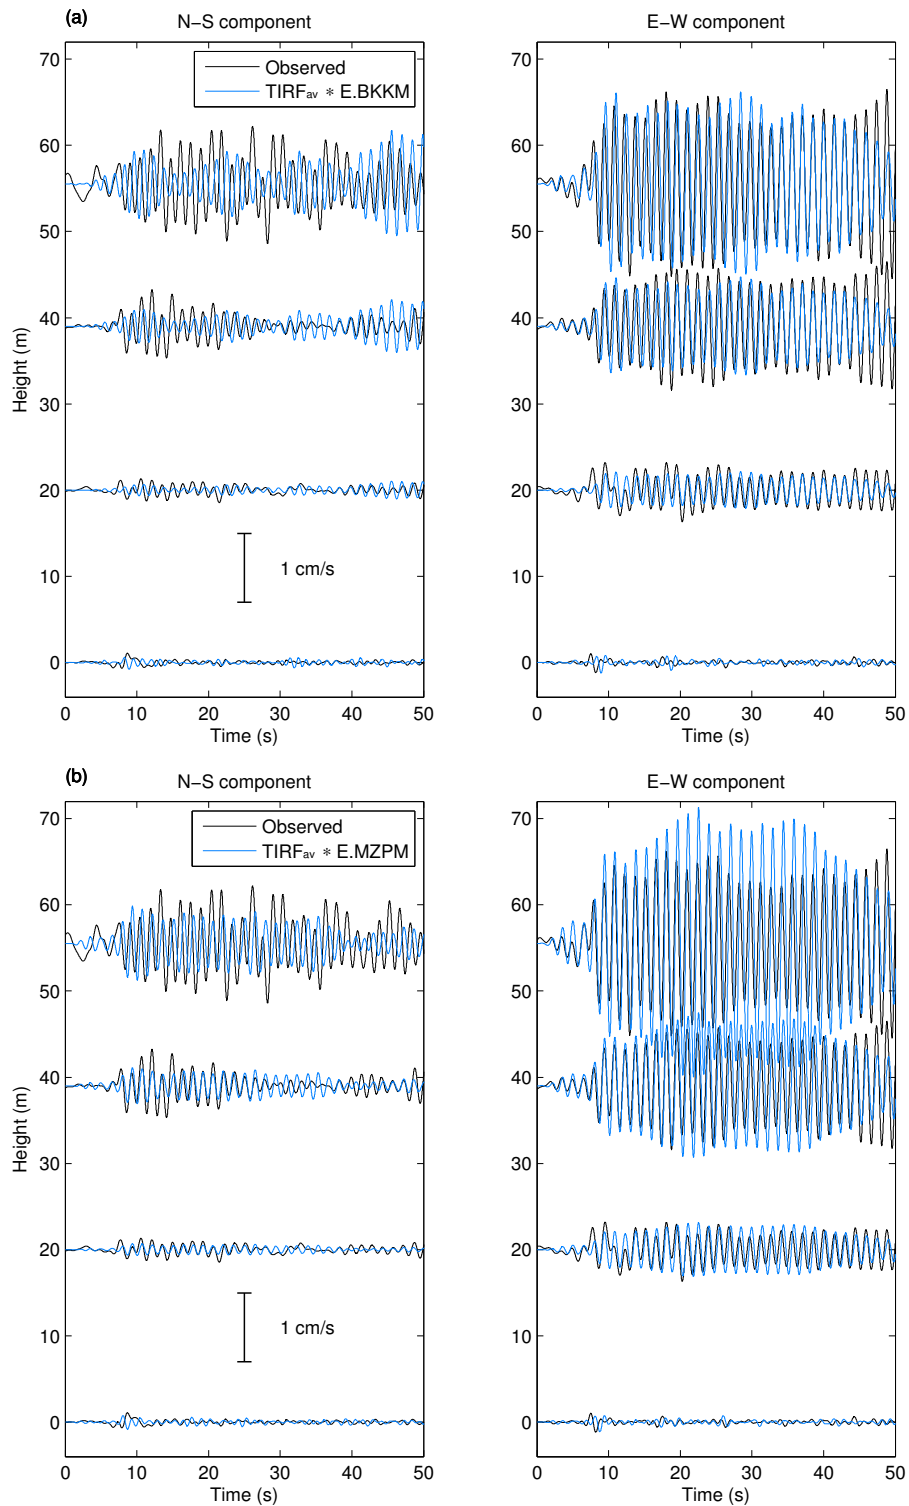 (a)
N−S component
E−W component
Observed
TIRFav * E.BKKM
70
60
50
40
30
20
10
0
Height (m)
1 cm/s
0 10 20 30 40 50
Time (s)
70
60
50
40
30
20
10
0
0 10 20 30 40 50
Time (s)
(b)
N−S component
E−W component
Observed
TIRFav * E.MZPM
70
60
50
40
30
20
10
0
Height (m)
1 cm/s
0 10 20 30 40 50
Time (s)
70
60
50
40
30
20
10
0
0 10 20 30 40 50
Time (s)